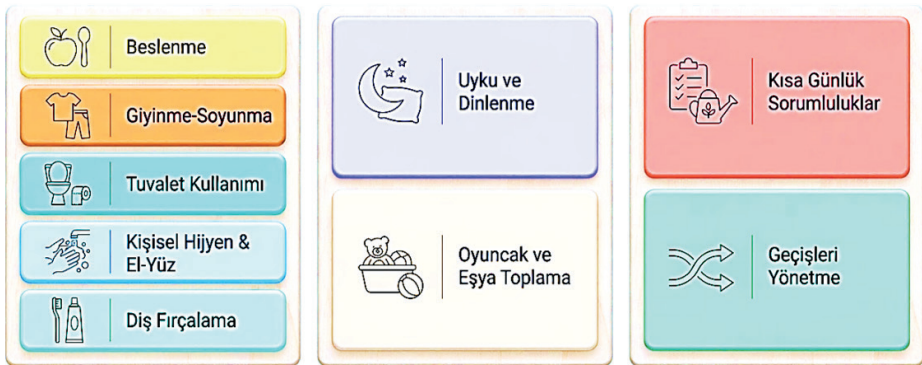 Beslenme
Giyinme-Soyunma
Tuvalet Kullanımı
Kişisel Hijyen &
El-Yüz
Diş Fırçalama
Uyku ve
Dinlenme
Oyuncak ve
Eşya Toplama
Kısa Günlük
Sorumluluklar
Geçişleri
Yönetme